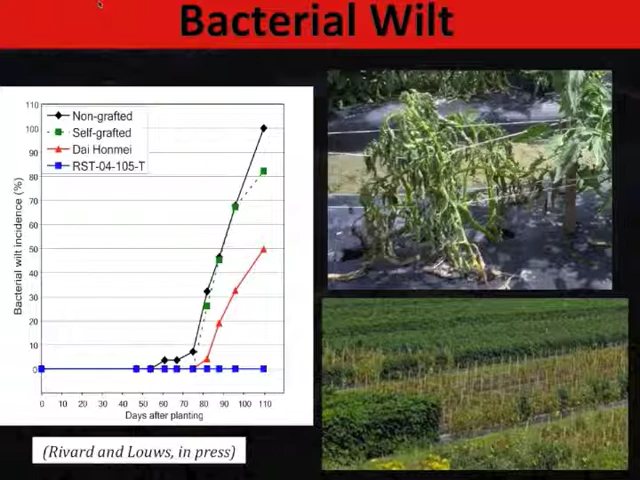 Bacterial Wilt
Non-grafted
Self-grafted
Dai Honmei
RST-04-105-T
Bacterial wilt incidence (%)
110
100
90
80
70
60
50
40
30
20
10
0
0 10 20 30 40 50 60 70 80 90 100 110
Days after planting
(Rivard and Louws, in press)